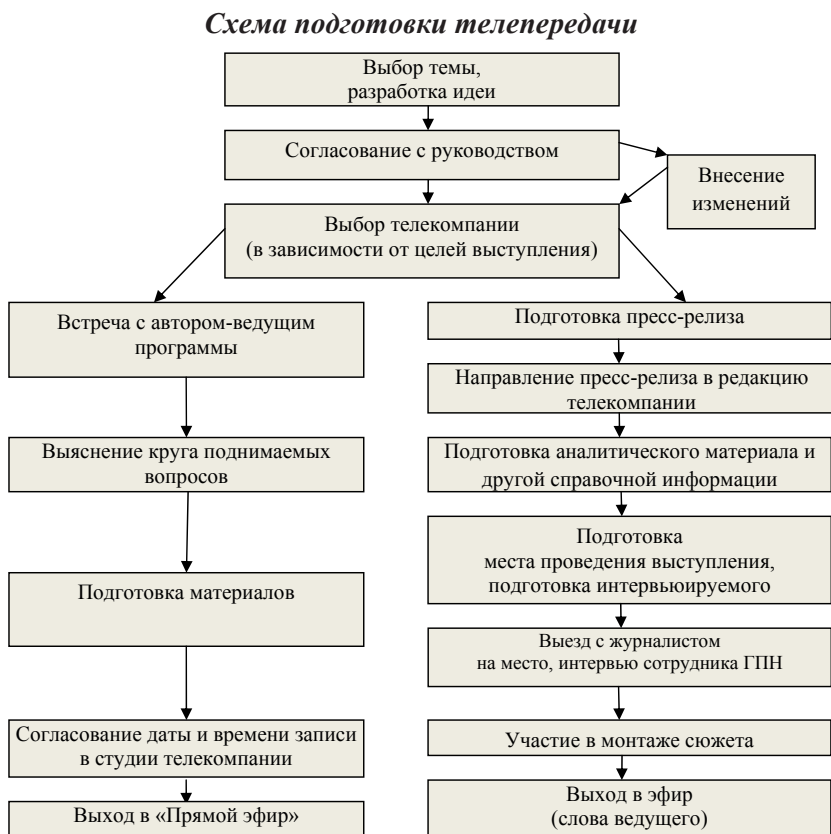 Схема подготовки телепередачи
Выбор темы,
разработка идеи
Согласование с руководством
Внесение
изменений
Выбор телекомпании
(в зависимости от целей выступления)
Встреча с автором-ведущим
программы
Выяснение круга поднимаемых
вопросов
Подготовка материалов
Согласование даты и времени записи
в студии телекомпании
Выход в «Прямой эфир»
Подготовка пресс-релиза
Направление пресс-релиза в редакцию
телекомпании
Подготовка аналитического материала и
другой справочной информации
Подготовка
места проведения выступления,
подготовка интервьюируемого
Выезд с журналистом
на место, интервью сотрудника ГПН
Участие в монтаже сюжета
Выход в эфир
(слова ведущего)